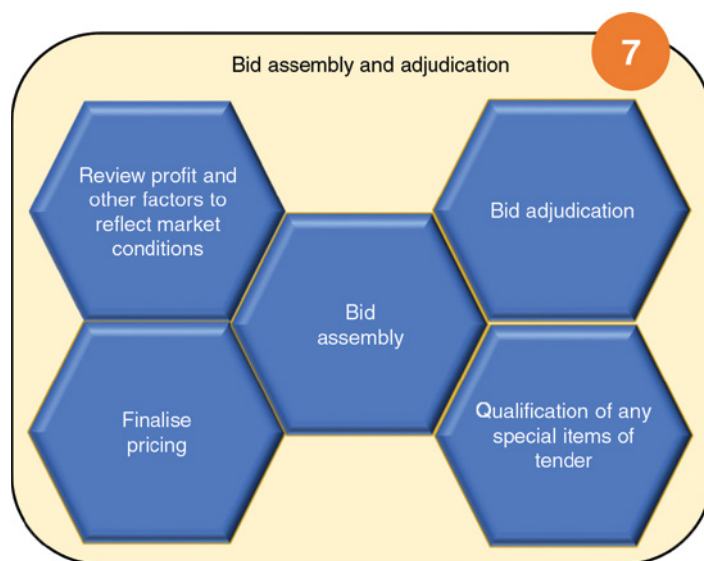 7
Bid assembly and adjudication
Review profit and
other factors to
reflect market
conditions
Bid adjudication
Bid
assembly
Finalise
pricing
Qualification of any
special items of
tender